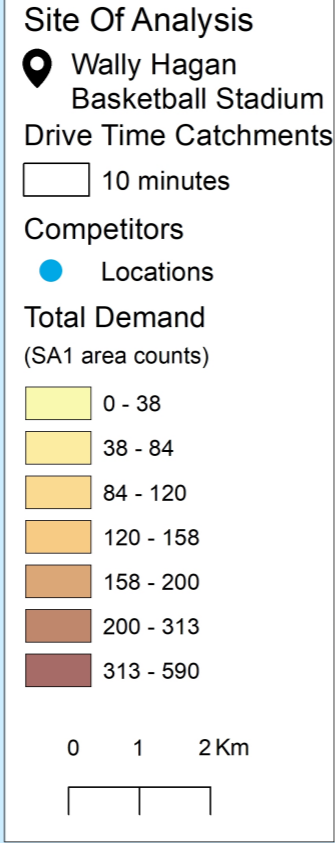 Site Of Analysis
Wally Hagan
Basketball Stadium
Drive Time Catchments
10 minutes
Competitors
Locations
Total Demand
(SA1 area counts)
0 - 38
38 - 84
84 - 120
120 - 158
158 - 200
200 - 313
313 - 590
0 1 2 Km